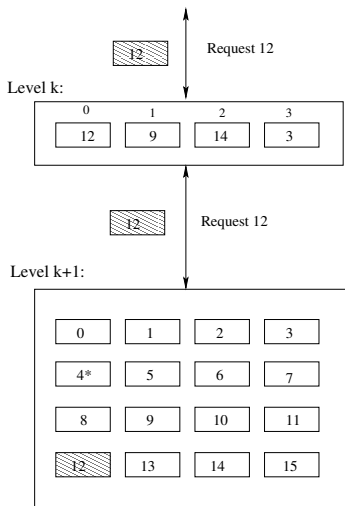 12 Request 12
Level k:
0 1 2 3
12 9 14 3
12 Request 12
Level k+1:
0 1 2 3
4* 5 6 7
8 9 10 11
12 13 14 15